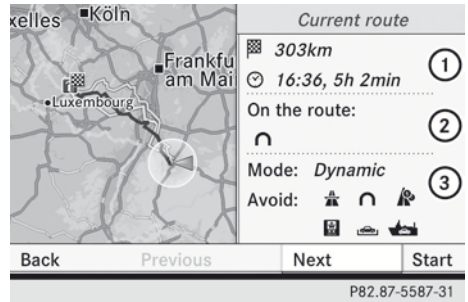 xelles
Köln
Frankfu
am Mai
Luxembourg
Current route
303km
16:36, 5h 2min
1
On the route:
2
Mode: Dynamic
Avoid:
3
Back Previous Next Start
P82.87-5587-31